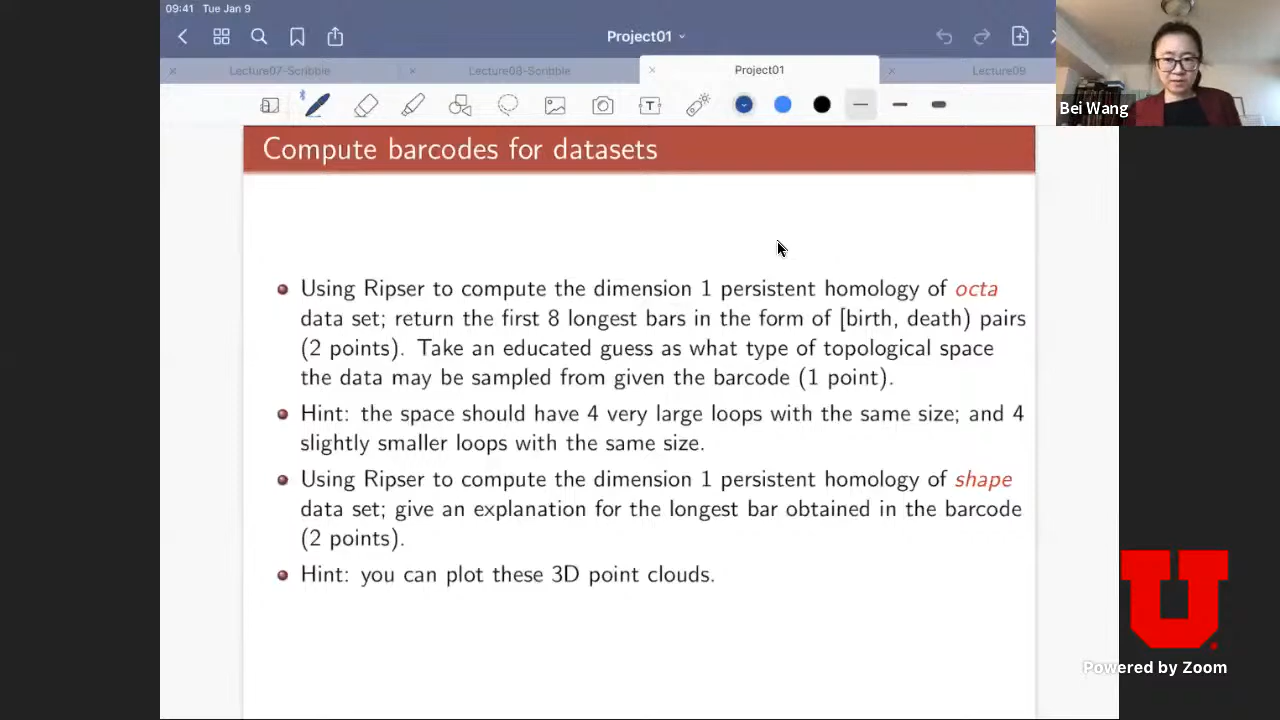 09:41 Tue Jan 9
Project01
Lecture07-Scribble
Lecture08-Scribble
Project01
Lecture09
T
Bei Wang
Compute barcodes for datasets
Using Ripser to compute the dimension 1 persistent homology of octa
data set; return the first 8 longest bars in the form of [birth, death) pairs
(2 points). Take an educated guess as what type of topological space
the data may be sampled from given the barcode (1 point).
Hint: the space should have 4 very large loops with the same size; and 4
slightly smaller loops with the same size.
Using Ripser to compute the dimension 1 persistent homology of shape
data set; give an explanation for the longest bar obtained in the barcode
(2 points).
Hint: you can plot these 3D point clouds.
U
Powered by Zoom